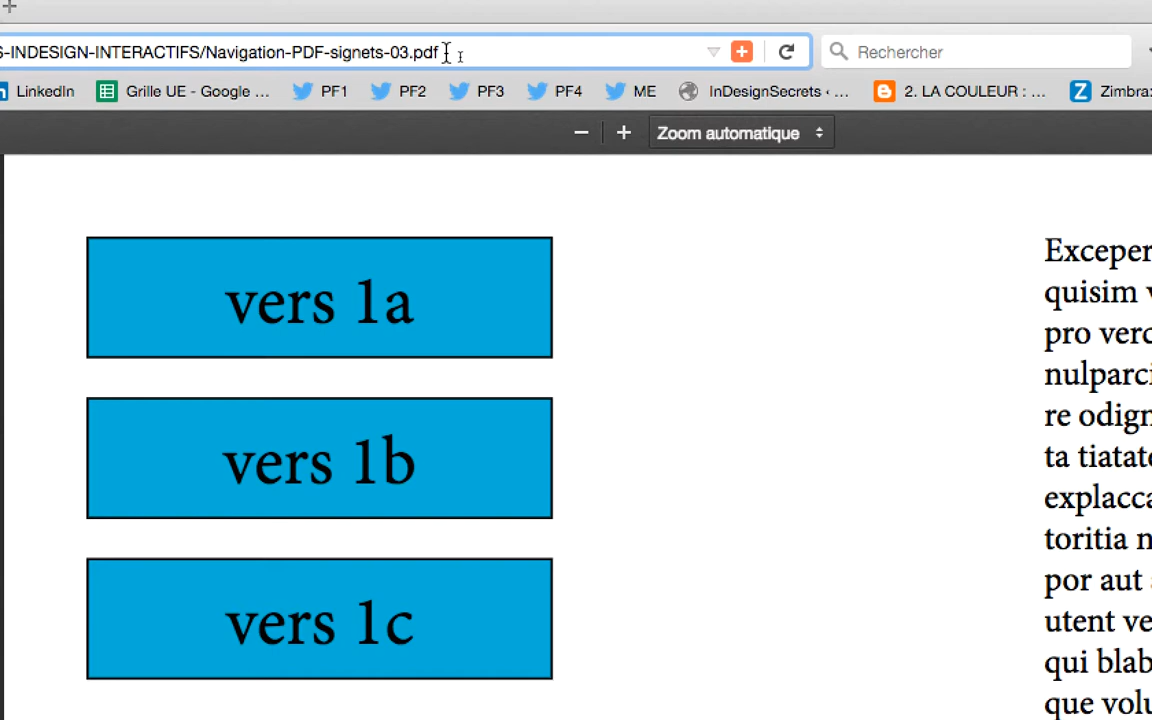 S-INDESIGN-INTERACTIFS/Navigation-PDF-signets-03.pdf
Rechercher
LinkedIn
Grille UE - Google ...
PF1
PF2
PF3
PF4
ME
InDesignSecrets ‹ ...
2. LA COULEUR : ...
Zimbra:
Zoom automatique
vers 1a
vers 1b
vers 1c
Exceper
quisim v
pro verc
nulparci
re odign
ta tiatate
explacca
toritia n
por aut a
utent ve
qui blab
que volu